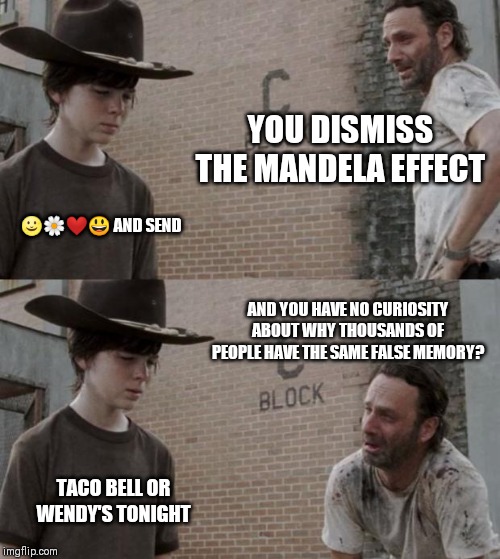 C
YOU DISMISS
THE MANDELA EFFECT
🙂🌼❤️😃 AND SEND
AND YOU HAVE NO CURIOSITY
ABOUT WHY THOUSANDS OF
PEOPLE HAVE THE SAME FALSE MEMORY?
C
BLOCK
TACO BELL OR
WENDY'S TONIGHT
imgflip.com